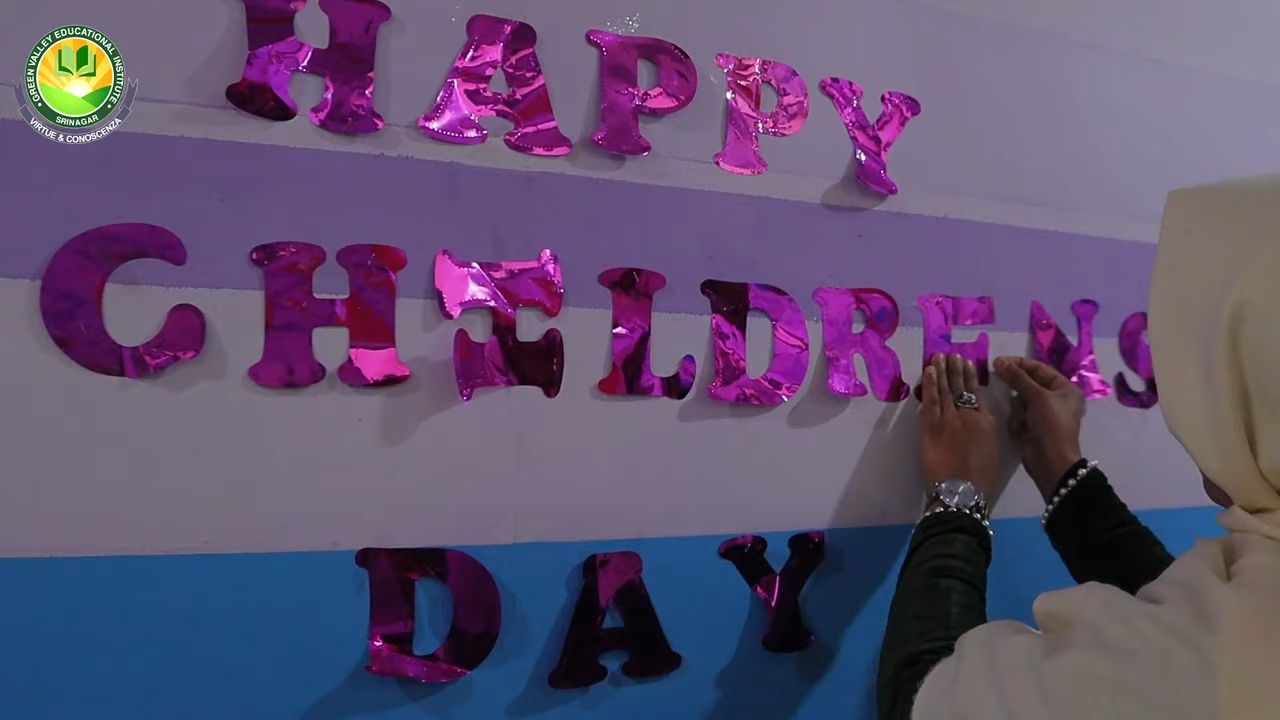 GREEN VALLEY EDUCATIONAL INSTITUTE
SRINAGAR
VIRTUE & CONOSCENZA
HAPPY
CHILDRENS
DAY